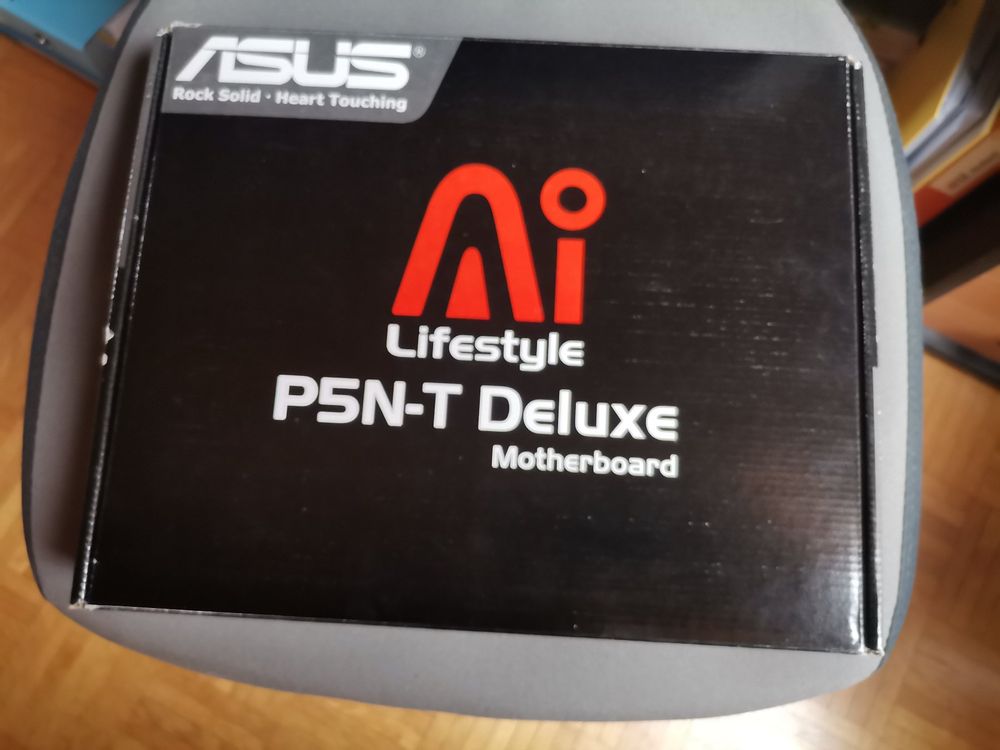 ASUS®
Rock Solid · Heart Touching
Ai
Lifestyle
P5N-T Deluxe
Motherboard